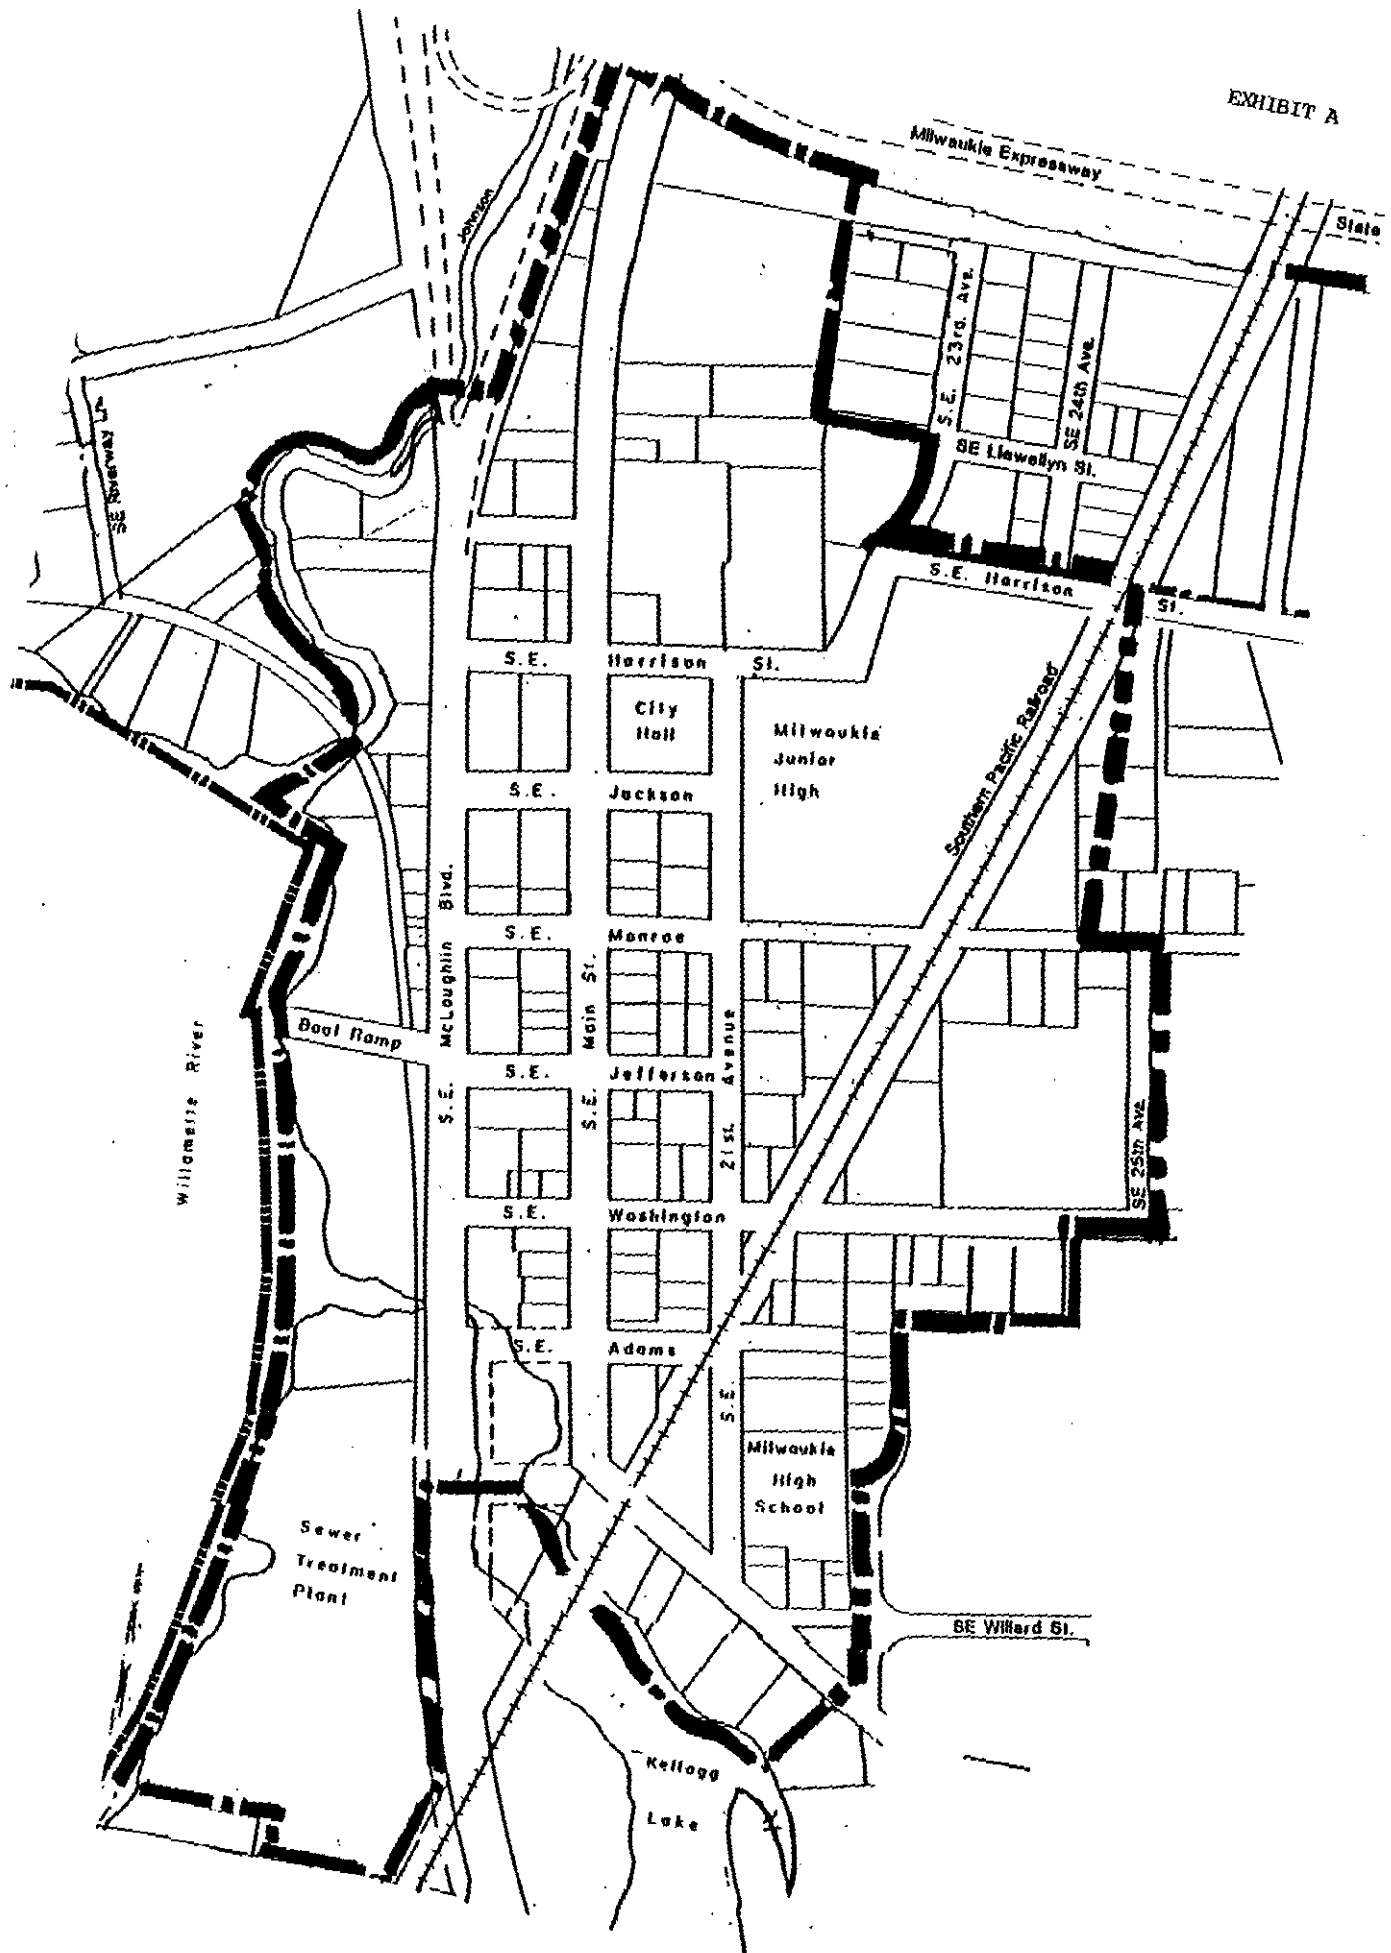 EXHIBIT A
Milwaukie Expressway
State
Johnson
S.E. 23rd. Ave.
SE 24th Ave.
SE Llewellyn St.
SE RIVERWAY LN
S.E. Harrison St.
S.E. Harrison St.
City
Hall
Milwaukie
Junior
High
Southern Pacific Railroad
S.E. Jackson
S.E. McLoughlin Blvd.
S.E. Monroe
S.E. Main St.
S.E. 21st. Avenue
Willamette River
Boat Ramp
S.E. Jefferson
SE 25th AVE.
S.E. Washington
S.E. Adams
Milwaukie
High
School
Sewer
Treatment
Plant
SE Willard St.
Kellogg
Lake